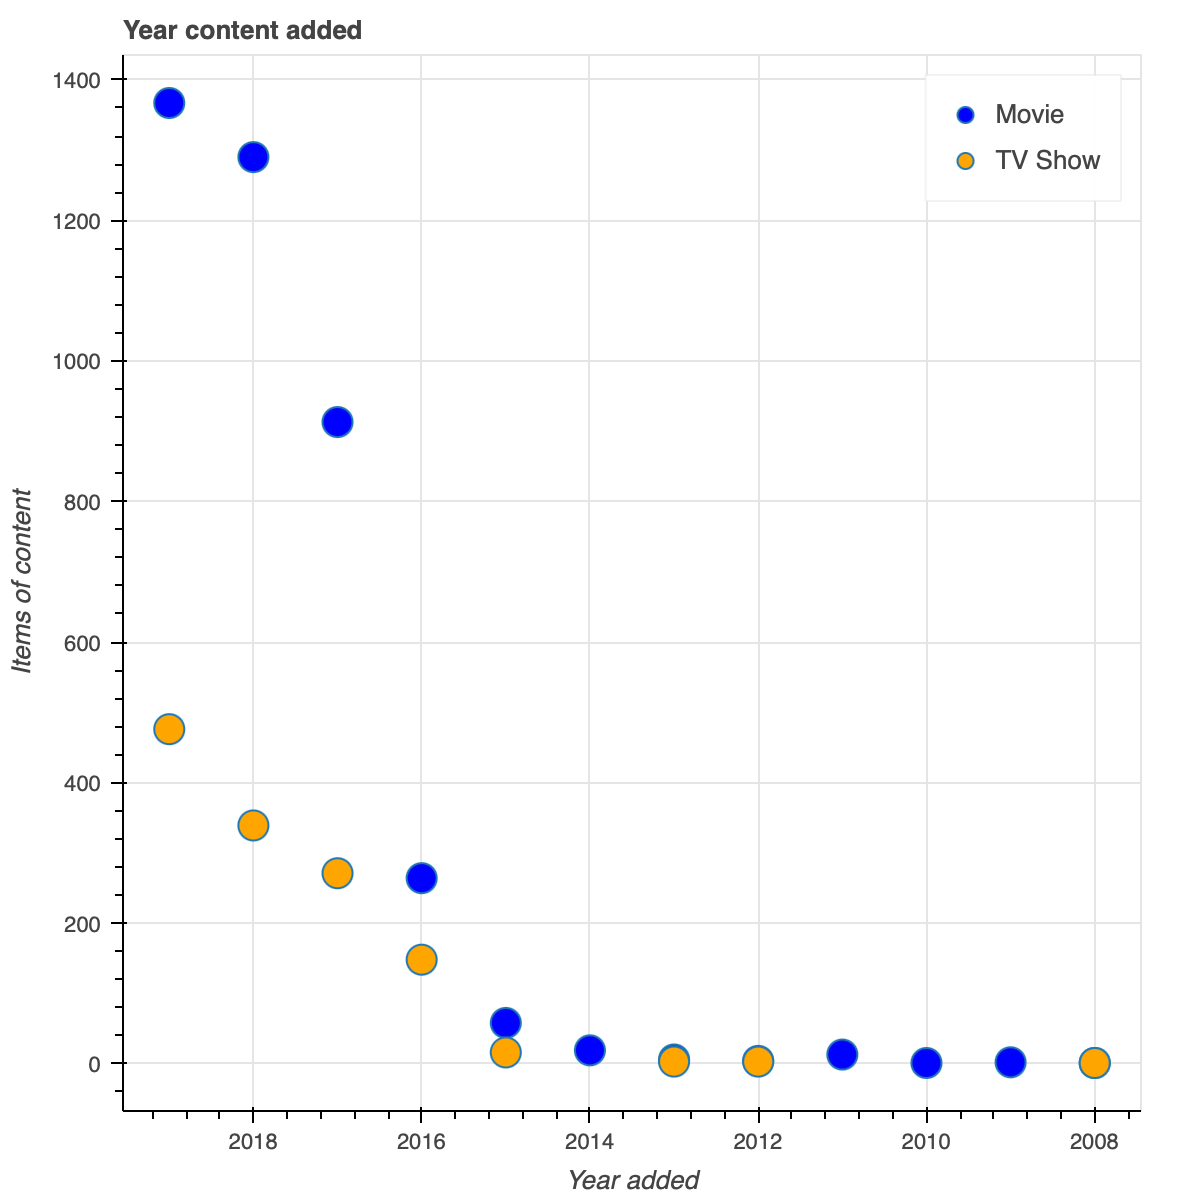 Year content added
Movie
TV Show
1400
1200
1000
800
600
400
200
0
Items of content
2018 2016 2014 2012 2010 2008
Year added